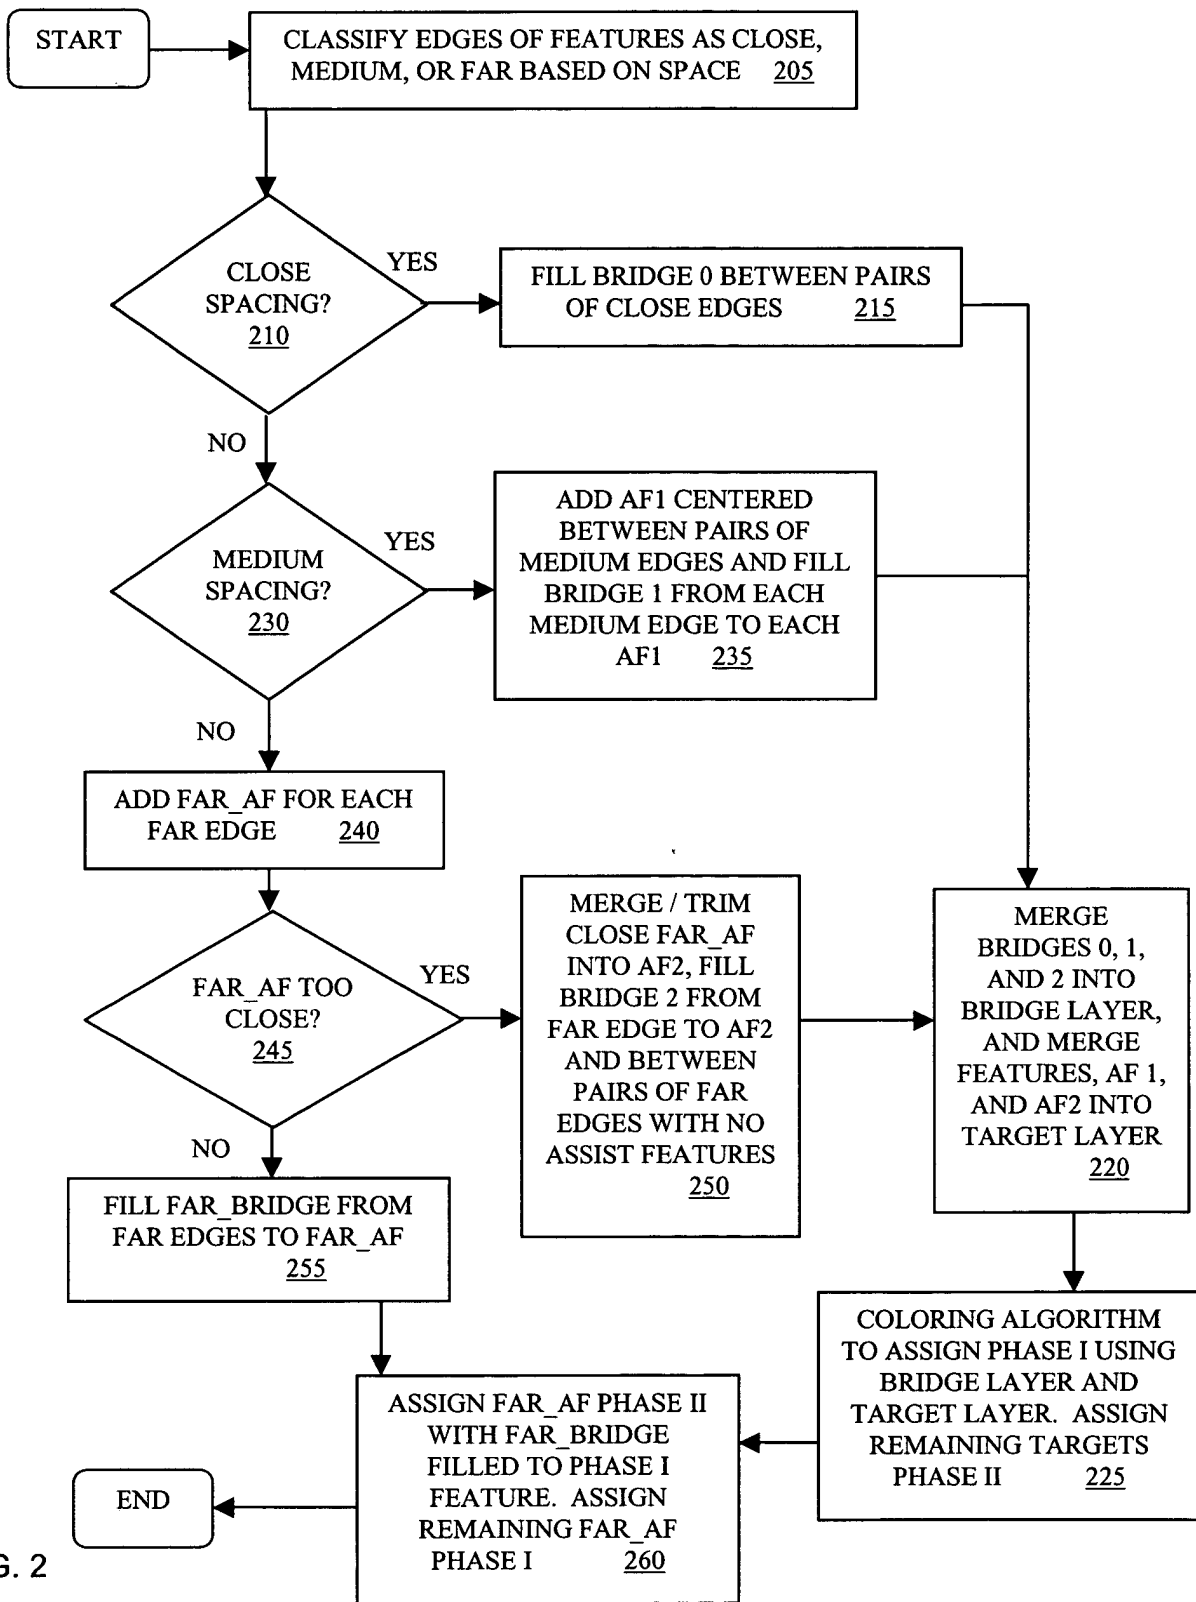 START
CLASSIFY EDGES OF FEATURES AS CLOSE,
MEDIUM, OR FAR BASED ON SPACE 205
CLOSE
SPACING?
210
YES
FILL BRIDGE 0 BETWEEN PAIRS
OF CLOSE EDGES 215
NO
MEDIUM
SPACING?
230
YES
ADD AF1 CENTERED
BETWEEN PAIRS OF
MEDIUM EDGES AND FILL
BRIDGE 1 FROM EACH
MEDIUM EDGE TO EACH
AF1 235
NO
ADD FAR_AF FOR EACH
FAR EDGE 240
FAR_AF TOO
CLOSE?
245
YES
MERGE / TRIM
CLOSE FAR_AF
INTO AF2, FILL
BRIDGE 2 FROM
FAR EDGE TO AF2
AND BETWEEN
PAIRS OF FAR
EDGES WITH NO
ASSIST FEATURES
250
MERGE
BRIDGES 0, 1,
AND 2 INTO
BRIDGE LAYER,
AND MERGE
FEATURES, AF 1,
AND AF2 INTO
TARGET LAYER
220
NO
FILL FAR_BRIDGE FROM
FAR EDGES TO FAR_AF
255
COLORING ALGORITHM
TO ASSIGN PHASE I USING
BRIDGE LAYER AND
TARGET LAYER. ASSIGN
REMAINING TARGETS
PHASE II 225
ASSIGN FAR_AF PHASE II
WITH FAR_BRIDGE
FILLED TO PHASE I
FEATURE. ASSIGN
REMAINING FAR_AF
PHASE I 260
END
G. 2